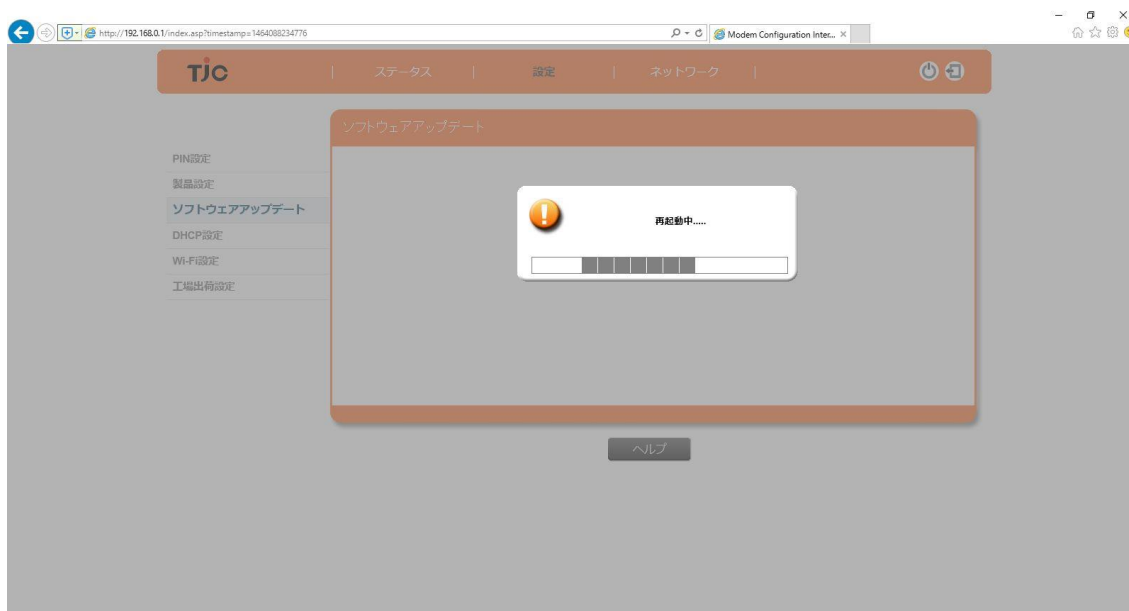 http://192.168.0.1/index.asp?timestamp=1464088234776
Modem Configuration Inter...
TJC
ステータス | 設定 | ネットワーク
ソフトウェアアップデート
PIN設定
製品設定
ソフトウェアアップデート
DHCP設定
Wi-Fi設定
工場出荷設定
再起動中.....
ヘルプ